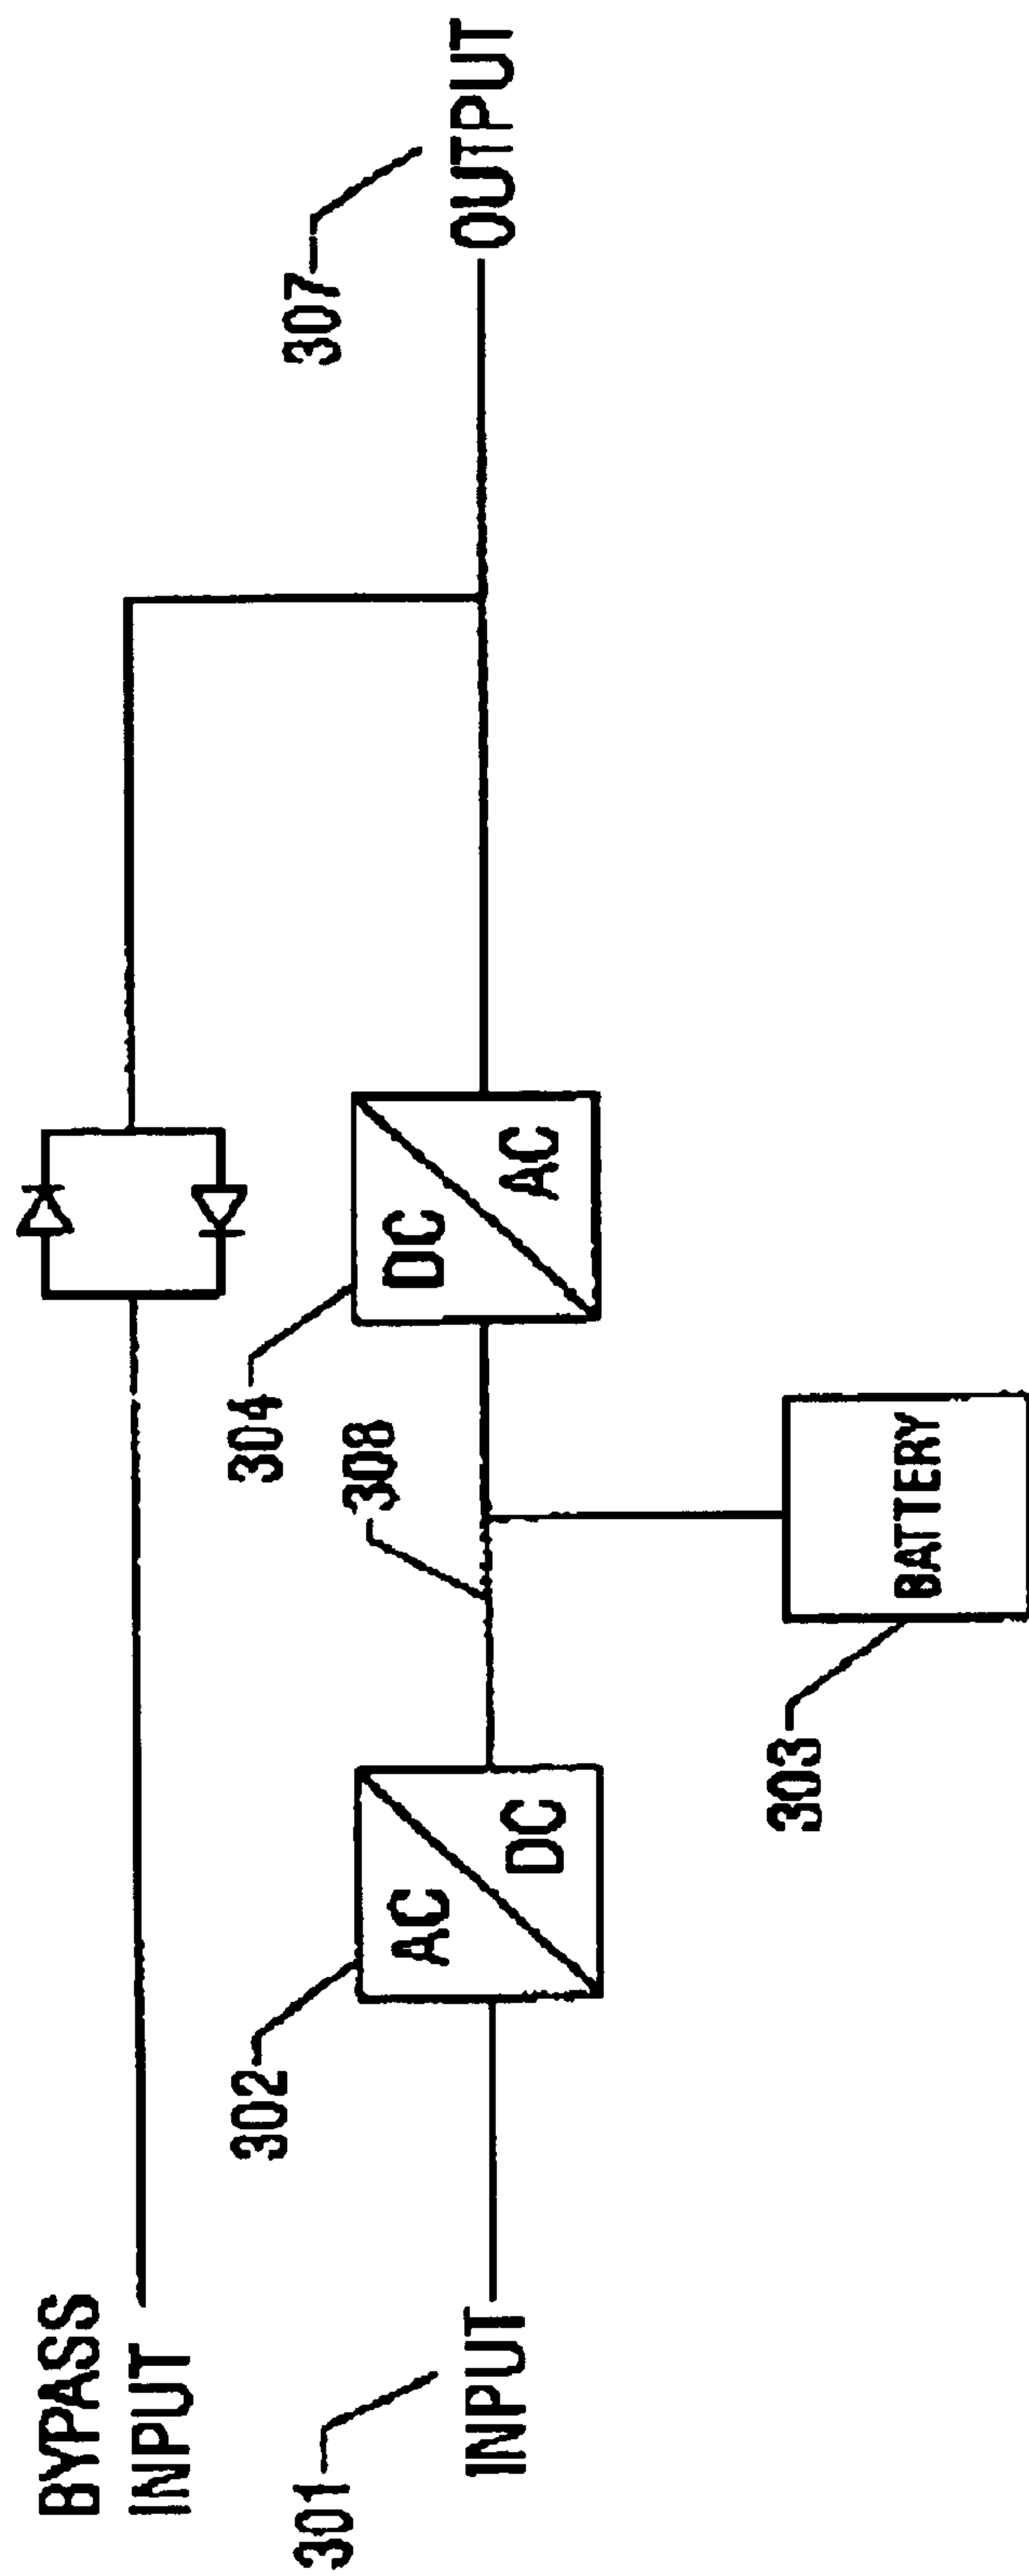 BYPASS
INPUT
301
INPUT
302
AC
DC
308
303
BATTERY
304
DC
AC
307
OUTPUT